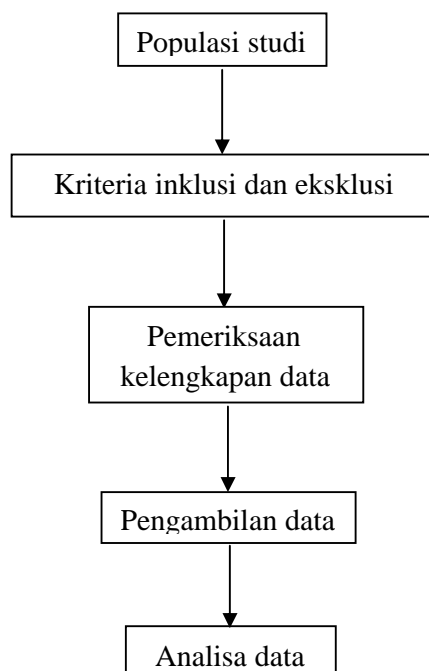 Populasi studi
Kriteria inklusi dan eksklusi
Pemeriksaan
kelengkapan data
Pengambilan data
Analisa data